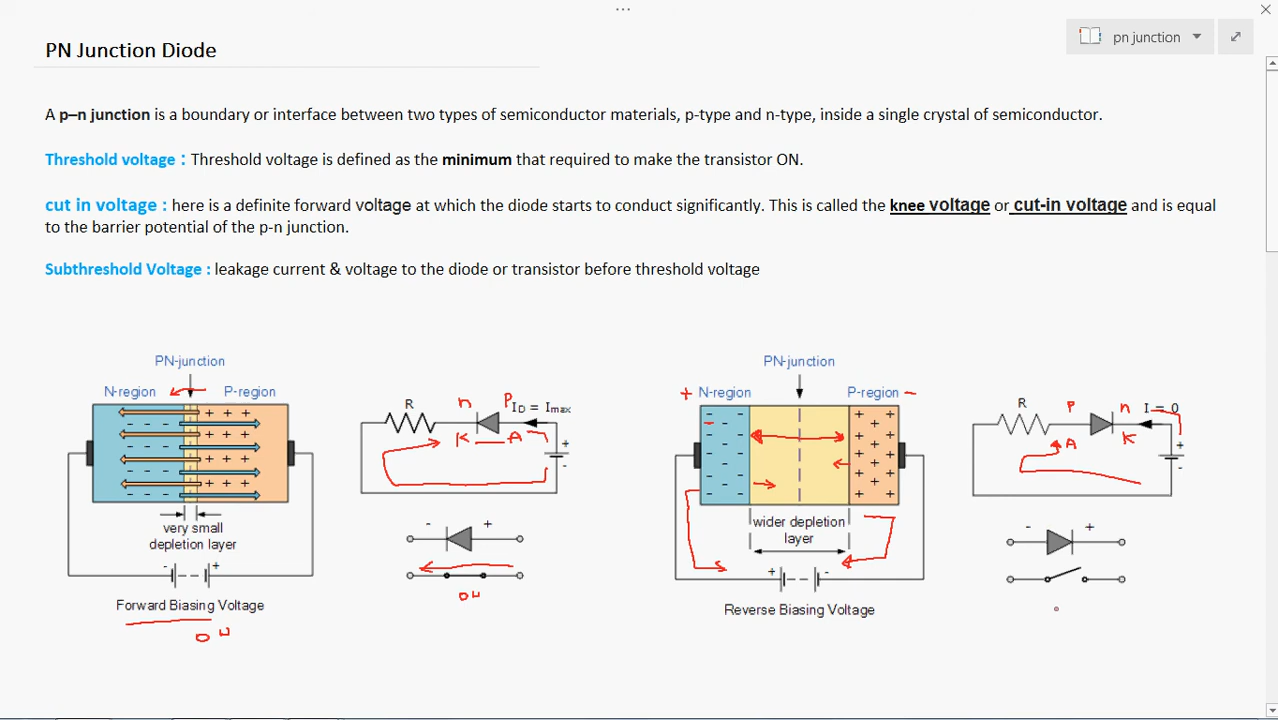 ...
pn junction
PN Junction Diode
A p–n junction is a boundary or interface between two types of semiconductor materials, p-type and n-type, inside a single crystal of semiconductor.
Threshold voltage : Threshold voltage is defined as the minimum that required to make the transistor ON.
cut in voltage : here is a definite forward voltage at which the diode starts to conduct significantly. This is called the knee voltage or cut-in voltage and is equal
to the barrier potential of the p-n junction.
Subthreshold Voltage : leakage current & voltage to the diode or transistor before threshold voltage
PN-junction
N-region P-region
very small
depletion layer
- +
Forward Biasing Voltage
ON
R n P I_D = I_max
K A
+
-
- +
ON
PN-junction
+ N-region P-region -
wider depletion
layer
+ -
Reverse Biasing Voltage
R P n I = 0
A K
+
-
- +